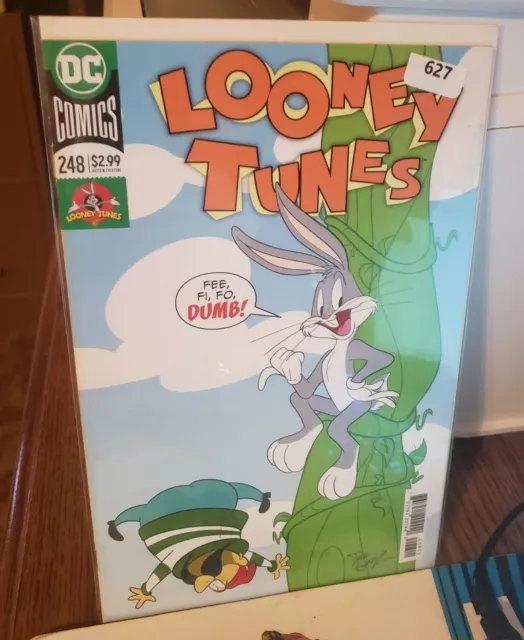 DC
COMICS
248 $2.99
LOONEY TUNES
LOONEY
TUNES
627
FEE,
FI, FO,
DUMB!